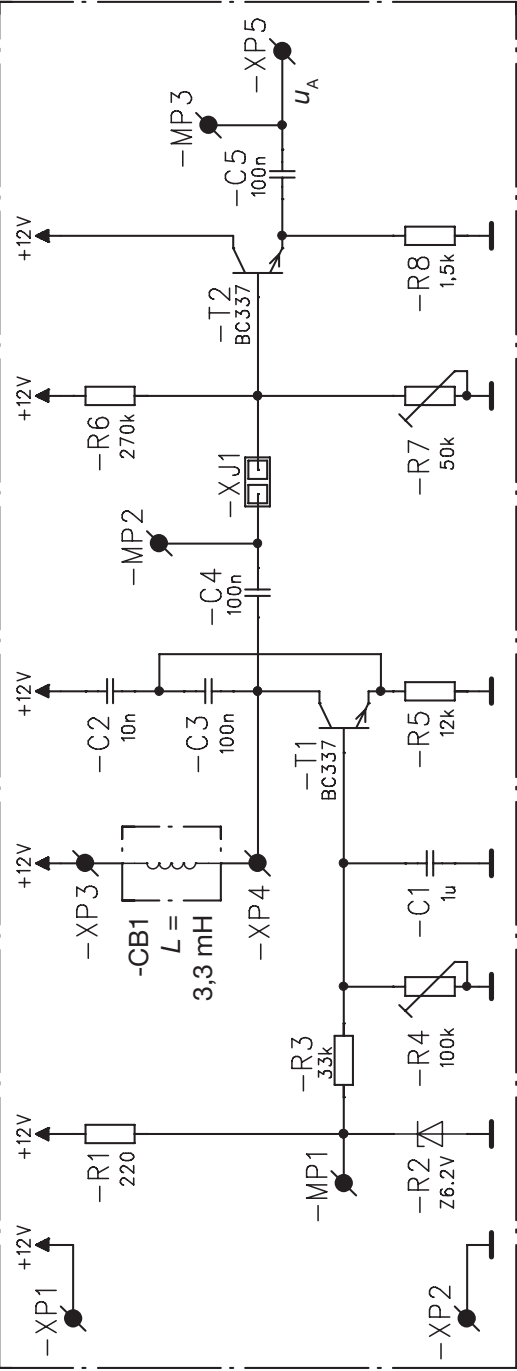 -XP1
+12V
-XP2
+12V
-R1
220
-MP1
-R2
Z6.2V
-R3
33k
-R4
100k
+12V
-XP3
-CB1
L =
3,3 mH
-XP4
-C1
1u
+12V
-C2
10n
-C3
100n
-T1
BC337
-R5
12k
-C4
100n
-MP2
-XJ1
+12V
-R6
270k
-R7
50k
+12V
-T2
BC337
-R8
1,5k
-C5
100n
-MP3
-XP5
uA